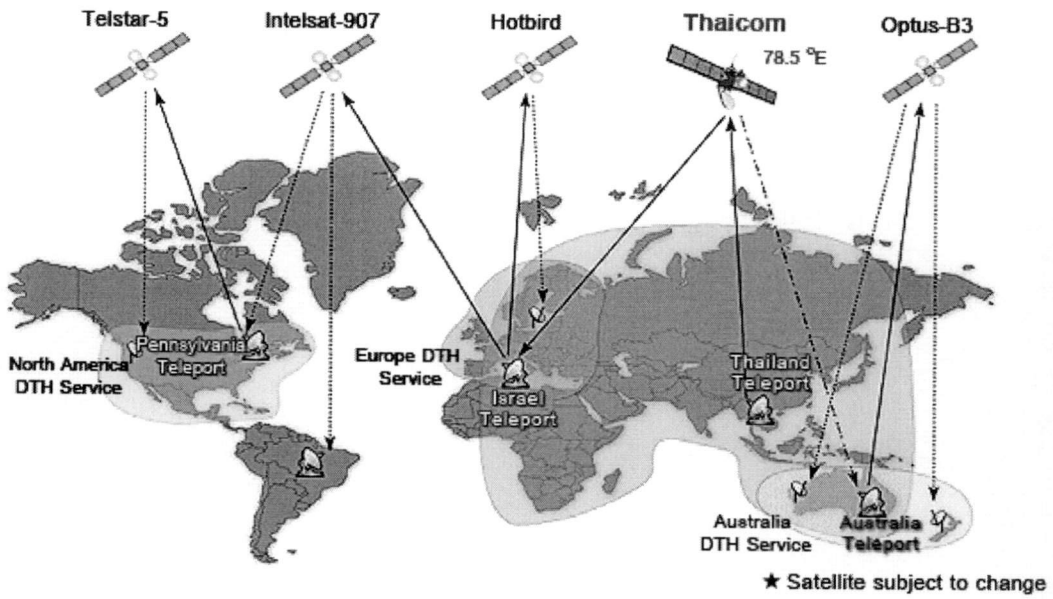 Telstar-5
Intelsat-907
Hotbird
Thaicom
Optus-B3
78.5 °E
North America
DTH Service
Pennsylvania
Teleport
Europe DTH
Service
Israel
Teleport
Thailand
Teleport
Australia
DTH Service
Australia
Teleport
★ Satellite subject to change